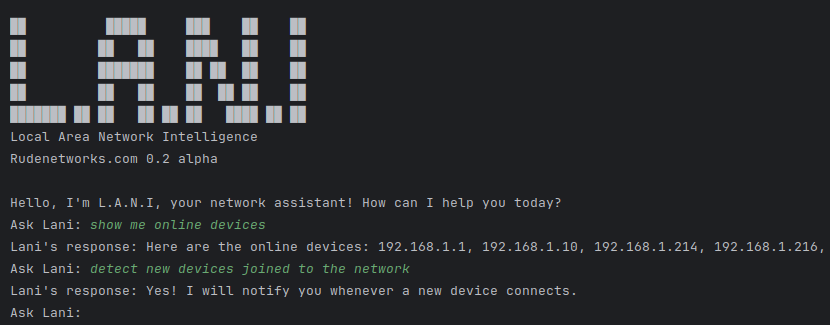 L.A.N.I
Local Area Network Intelligence
Rudenetworks.com 0.2 alpha
Hello, I'm L.A.N.I, your network assistant! How can I help you today?
Ask Lani: show me online devices
Lani's response: Here are the online devices: 192.168.1.1, 192.168.1.10, 192.168.1.214, 192.168.1.216,
Ask Lani: detect new devices joined to the network
Lani's response: Yes! I will notify you whenever a new device connects.
Ask Lani: